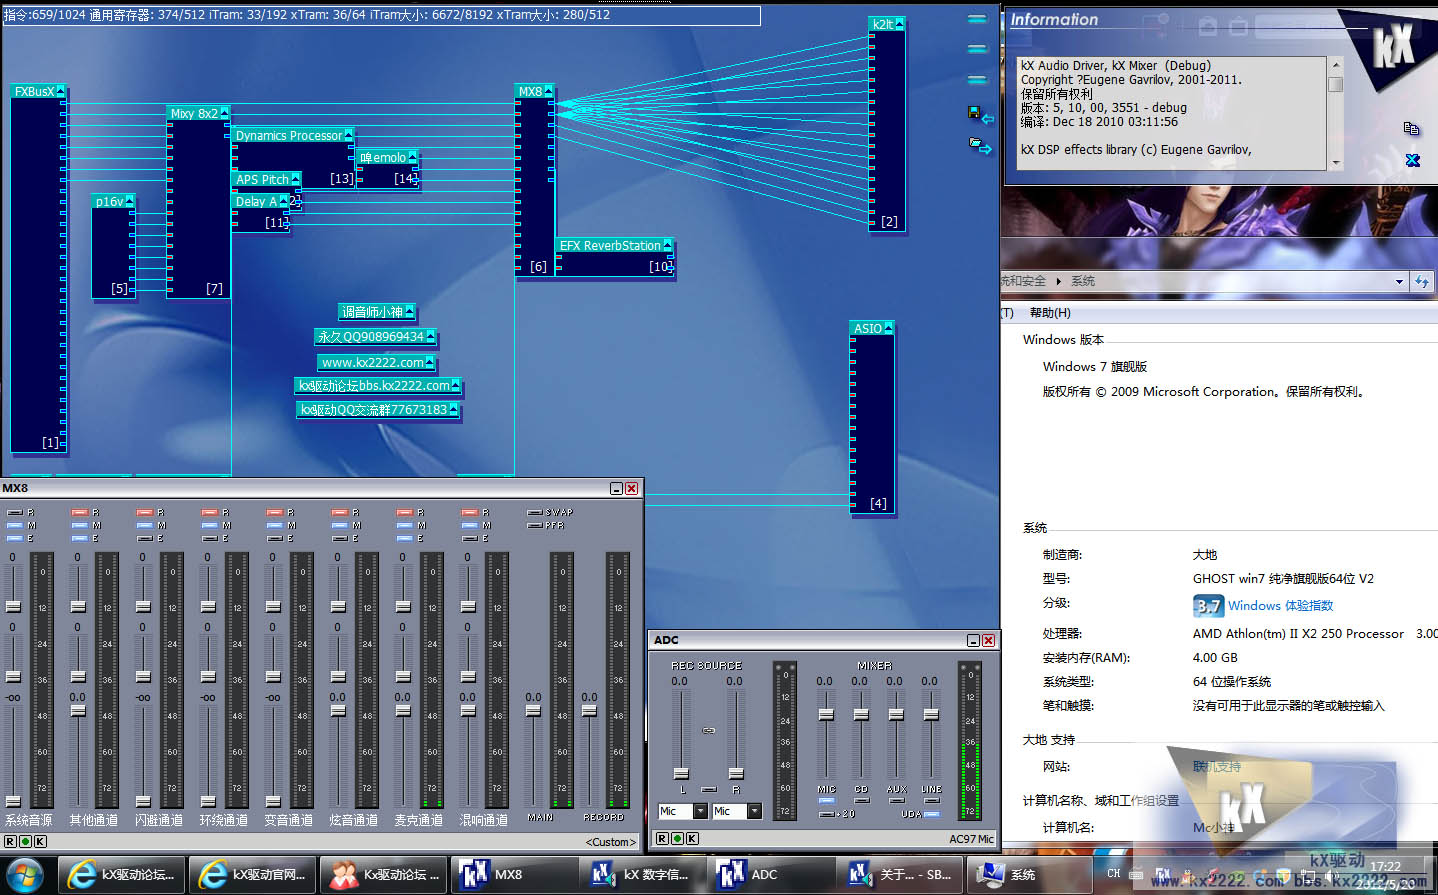 指令:659/1024 通用寄存器: 374/512 iTram: 33/192 xTram: 36/64 iTram大小: 6672/8192 xTram大小: 280/512
FXBusX
[1]
p16v
[5]
Mixy 8x2
[7]
Dynamics Processor
[13]
emolo
[14]
APS Pitch
Delay A
[11]
MX8
[6]
EFX ReverbStation
[10]
k2lt
[2]
ASIO
[4]
调音师小神
永久QQ908969434
www.kx2222.com
kx驱动论坛bbs.kx2222.com
kx驱动QQ交流群77673183
Information
kX
kX Audio Driver, kX Mixer (Debug)
Copyright ?Eugene Gavrilov, 2001-2011.
保留所有权利
版本: 5, 10, 00, 3551 - debug
编译: Dec 18 2010 03:11:56
kX DSP effects library (c) Eugene Gavrilov,
统和安全 ▸ 系统
(T) 帮助(H)
Windows 版本
Windows 7 旗舰版
版权所有 © 2009 Microsoft Corporation。保留所有权利。
系统
制造商: 大地
型号: GHOST win7 纯净旗舰版64位 V2
分级: 3.7 Windows 体验指数
处理器: AMD Athlon(tm) II X2 250 Processor 3.00
安装内存(RAM): 4.00 GB
系统类型: 64 位操作系统
笔和触摸: 没有可用于此显示器的笔或触控输入
大地 支持
网站: 联机支持
计算机名称、域和工作组设置
计算机名: Mc小神
MX8
R R R R R R R R SWAP
M M M M M M M M PFR
E E E E E E E E
0 0 0 0 0 0 0 0
0 12 24 36 48 60 72
0 0 0 0 0 0 0 0
-oo 0.0 -oo -oo -oo 0.0 0.0 0.0 0.0 0.0
系统音源 其他通道 闪避通道 环绕通道 变音通道 炫音通道 麦克通道 混响通道 MAIN RECORD
R K <Custom>
ADC
REC SOURCE MIXER
0.0 0.0 0.0 0.0 0.0 0.0
0 12 24 36 48 60 72
L R MIC CD AUX LINE
+20 UDA
Mic Mic
R K AC97 Mic
kX驱动论坛... kX驱动官网... Kx驱动论坛 ... MX8 kX 数字信... ADC 关于... - SB... 系统 CH 17:22
kX
kX驱动
www.kx2222.com bbs.kx2222.com